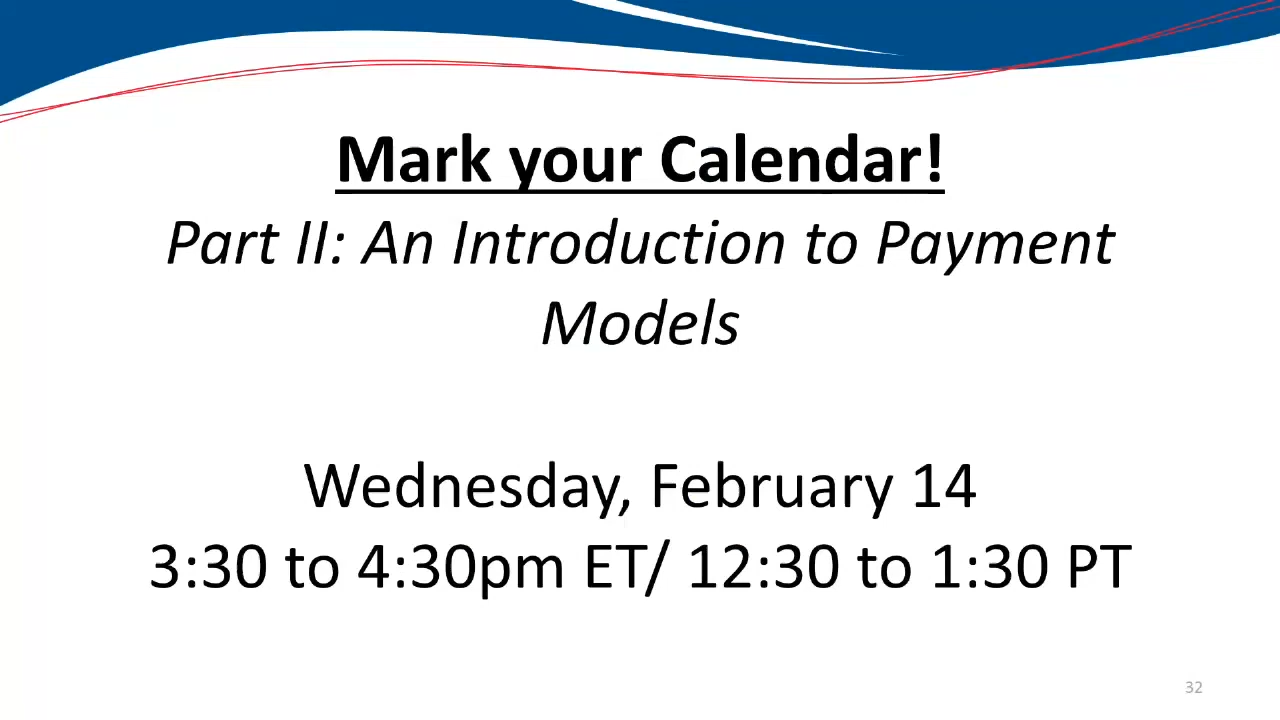 Mark your Calendar!
Part II: An Introduction to Payment
Models
Wednesday, February 14
3:30 to 4:30pm ET/ 12:30 to 1:30 PT
32